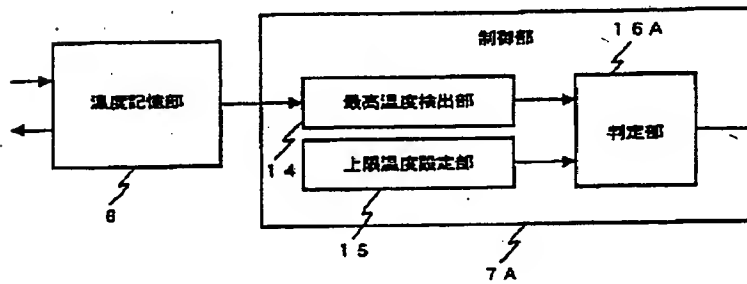 制御部
16A
温度記憶部
最高温度検出部
判定部
14
上限温度設定部
6
15
7A